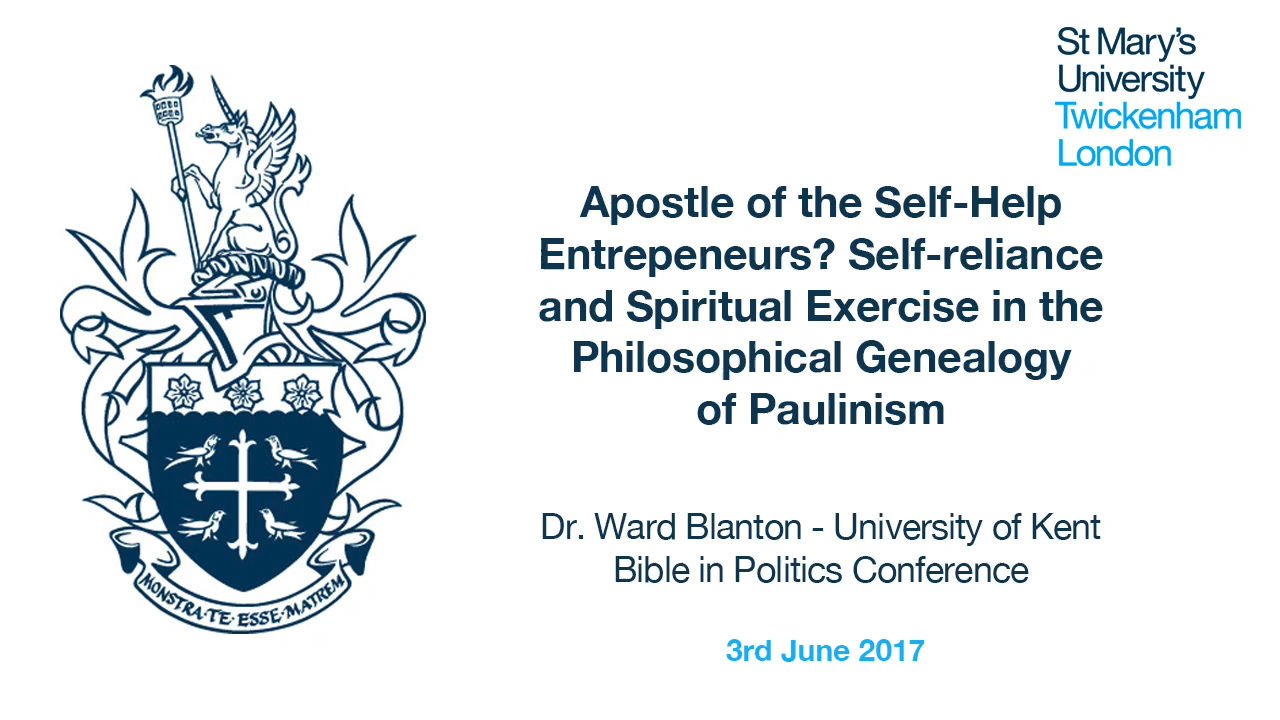 St Mary's
University
Twickenham
London
Apostle of the Self-Help
Entrepeneurs? Self-reliance
and Spiritual Exercise in the
Philosophical Genealogy
of Paulinism
Dr. Ward Blanton - University of Kent
Bible in Politics Conference
3rd June 2017
MONSTRA·TE·ESSE·MATREM